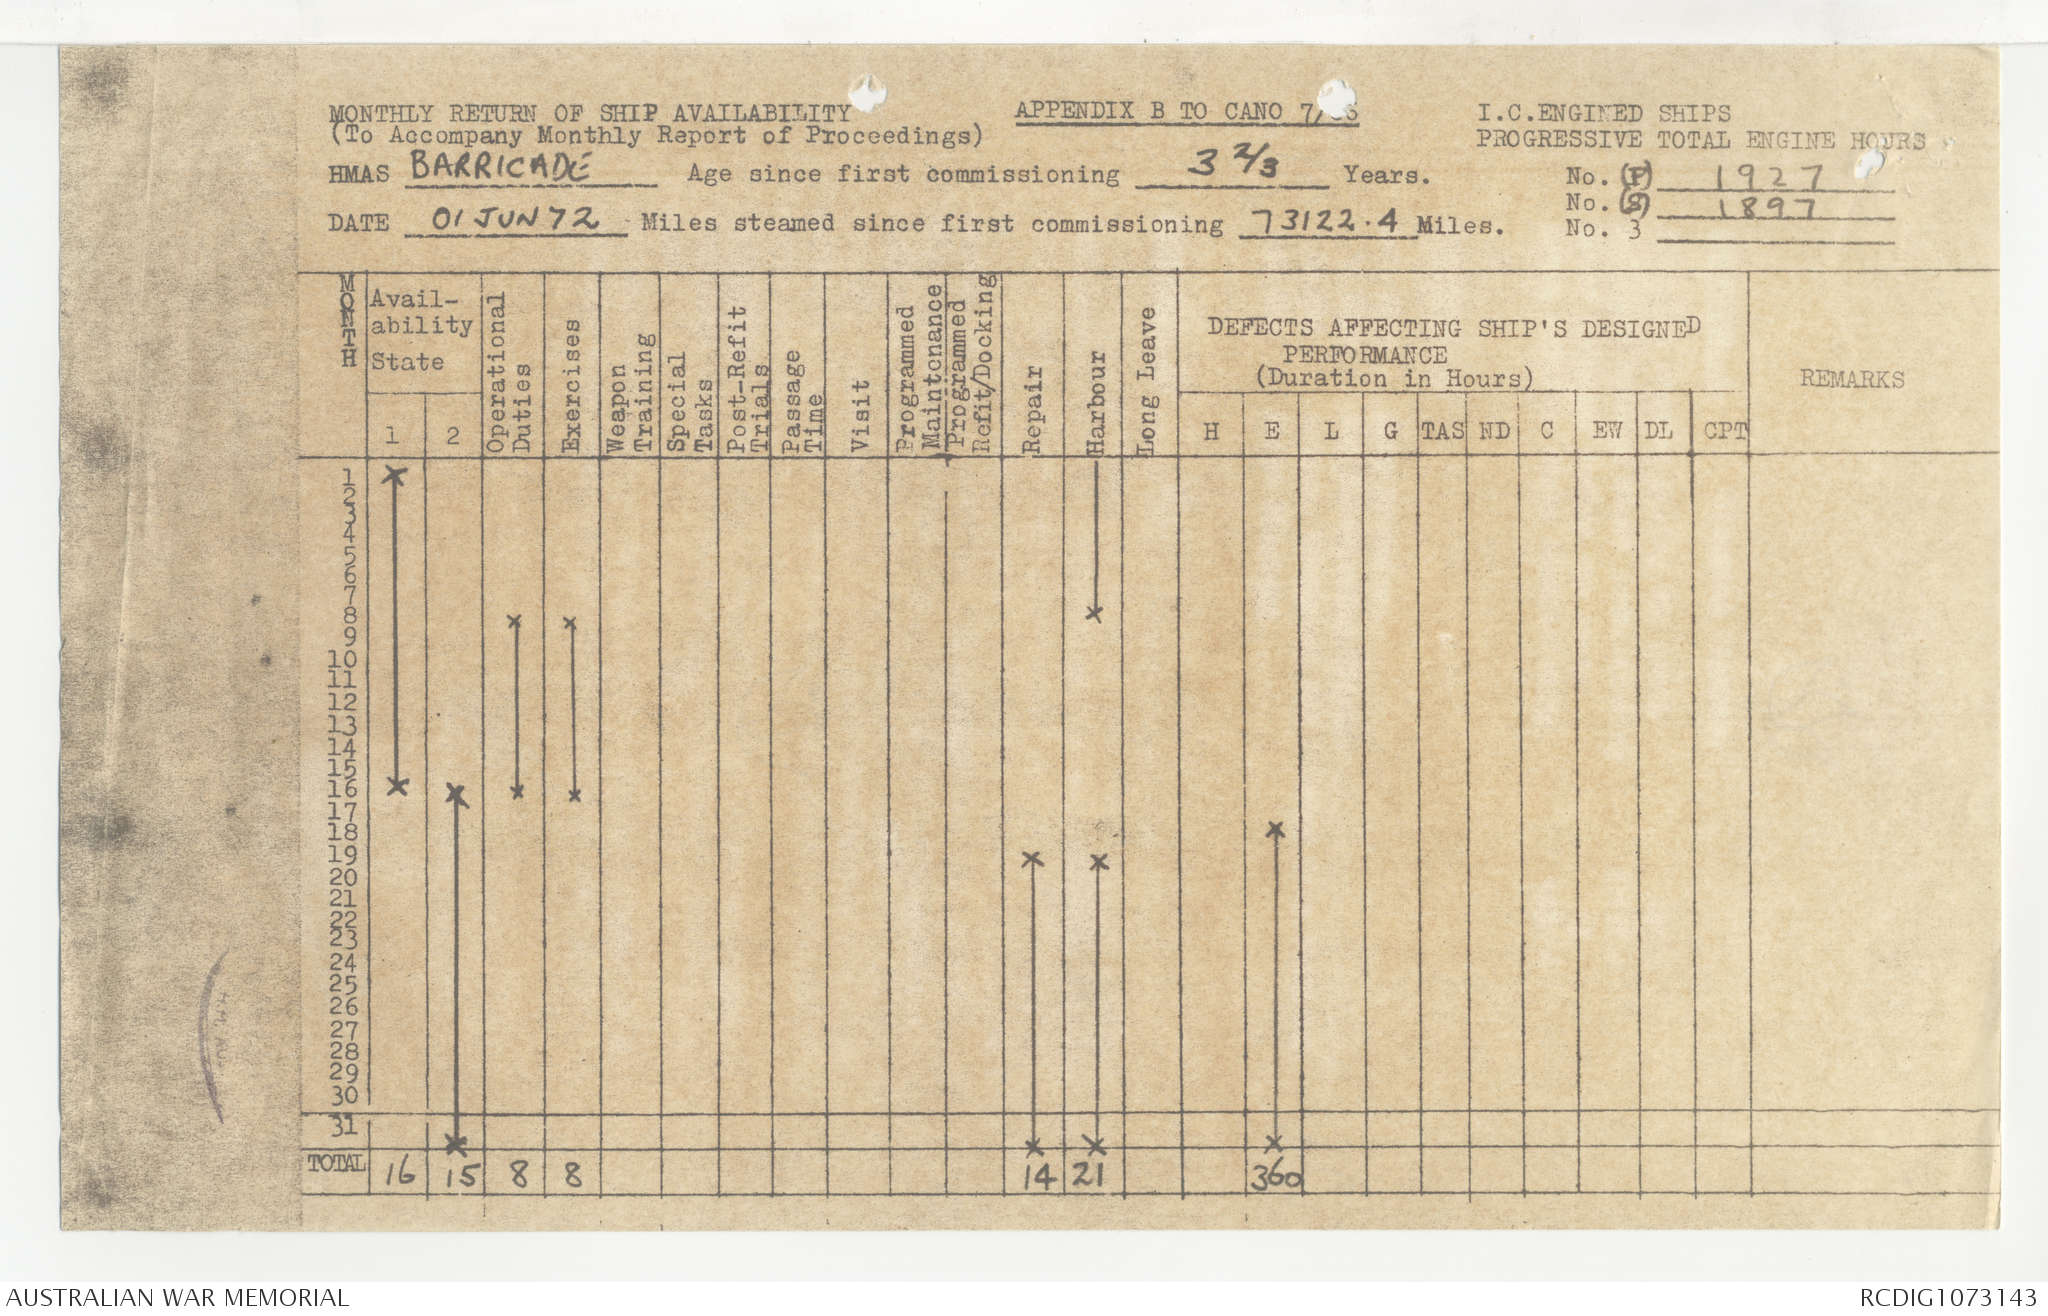 MONTHLY RETURN OF SHIP AVAILABILITY
(To Accompany Monthly Report of Proceedings)
APPENDIX B TO CANO 7/
I.C.ENGINED SHIPS
PROGRESSIVE TOTAL ENGINE HOURS
HMAS BARRICADE Age since first commissioning 3 2/3 Years.
No. (P) 1927
No. (S) 1897
No. 3
DATE 01 JUN 72 Miles steamed since first commissioning 73122.4 Miles.
MONTH
Avail-
ability
State
1 2
Operational
Duties
Exercises
Weapon
Training
Special
Tasks
Post-Refit
Trials
Passage
Time
Visit
Programmed
Maintenance
Programmed
Refit/Docking
Repair
Harbour
Long Leave
DEFECTS AFFECTING SHIP'S DESIGNED
PERFORMANCE
(Duration in Hours)
H E L G TAS ND C EW DL CPT
REMARKS
1
2
3
4
5
6
7
8
9
10
11
12
13
14
15
16
17
18
19
20
21
22
23
24
25
26
27
28
29
30
31
TOTAL 16 15 8 8 14 21 360
AUSTRALIAN WAR MEMORIAL
RCDIG1073143